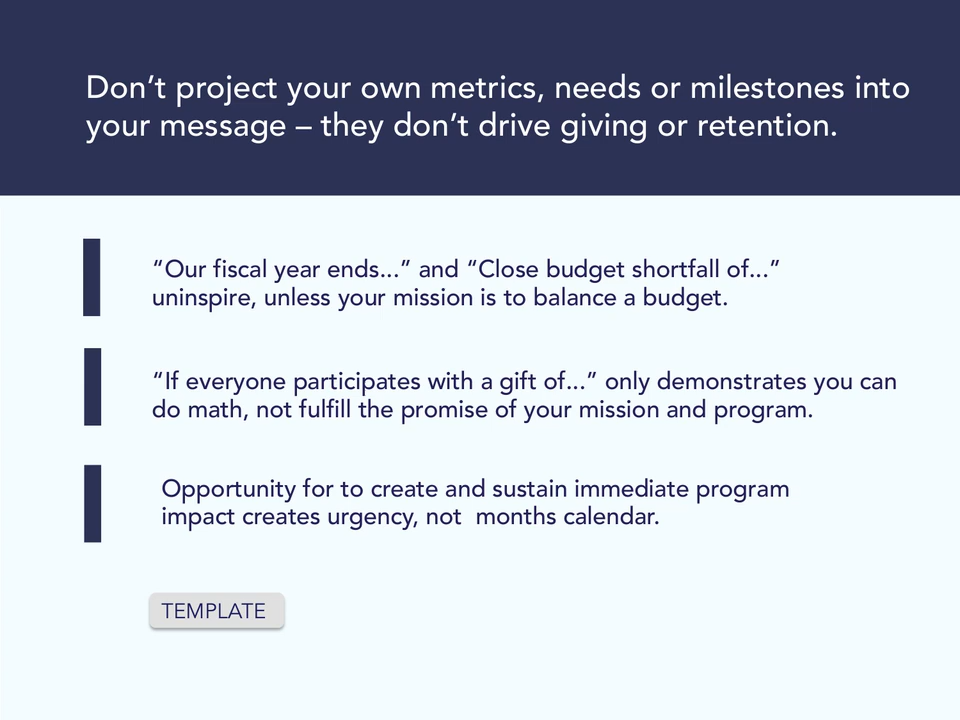 Don’t project your own metrics, needs or milestones into
your message – they don’t drive giving or retention.
“Our fiscal year ends...” and “Close budget shortfall of...”
uninspire, unless your mission is to balance a budget.
“If everyone participates with a gift of...” only demonstrates you can
do math, not fulfill the promise of your mission and program.
Opportunity for to create and sustain immediate program
impact creates urgency, not  months calendar.
TEMPLATE